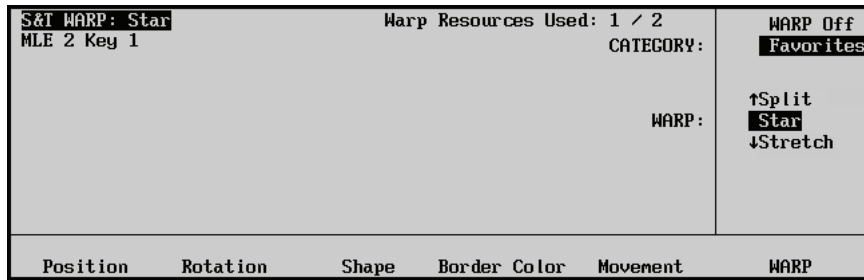 S&T WARP: Star Warp Resources Used: 1 / 2 WARP Off
MLE 2 Key 1 CATEGORY: Favorites
↑Split
WARP: Star
↓Stretch
Position Rotation Shape Border Color Movement WARP